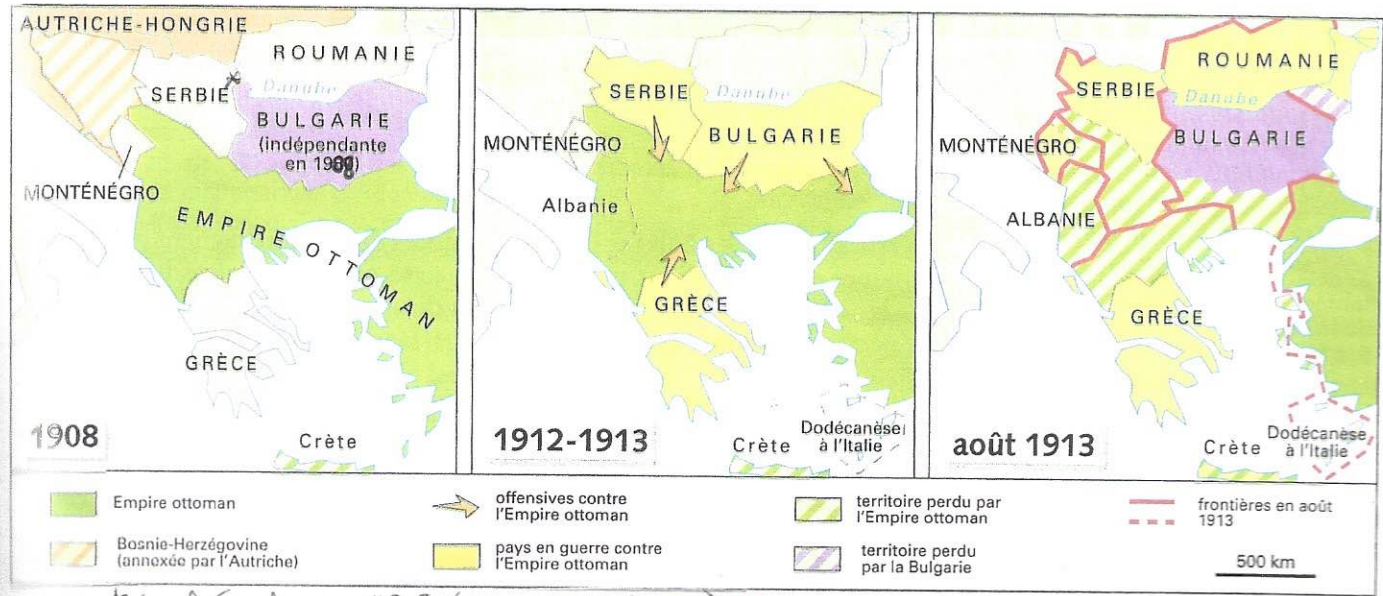 AUTRICHE-HONGRIE
ROUMANIE
SERBIE
Danube
BULGARIE
(indépendante
en 1908)
MONTÉNÉGRO
EMPIRE OTTOMAN
GRÈCE
1908
Crète
SERBIE
Danube
MONTÉNÉGRO
BULGARIE
Albanie
GRÈCE
1912-1913
Crète
Dodécanèse
à l'Italie
ROUMANIE
SERBIE
Danube
MONTÉNÉGRO
BULGARIE
ALBANIE
GRÈCE
août 1913
Crète
Dodécanèse
à l'Italie
Empire ottoman
Bosnie-Herzégovine
(annexée par l'Autriche)
offensives contre
l'Empire ottoman
pays en guerre contre
l'Empire ottoman
territoire perdu par
l'Empire ottoman
territoire perdu
par la Bulgarie
frontières en août
1913
500 km